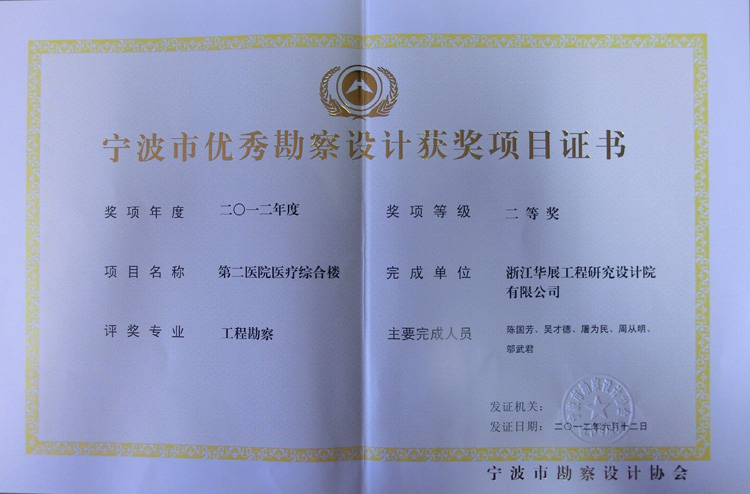 宁波市优秀勘察设计获奖项目证书
奖项年度 二〇一二年度
奖项等级 二等奖
项目名称 第二医院医疗综合楼
完成单位 浙江华展工程研究设计院
有限公司
评奖专业 工程勘察
主要完成人员 陈国芳、吴才德、屠为民、周从明、
邬武君
发证机关：
发证日期：二〇一二年六月十二日
宁波市勘察设计协会